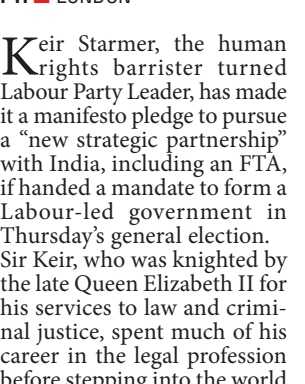 LONDON
Keir Starmer, the human
rights barrister turned
Labour Party Leader, has made
it a manifesto pledge to pursue
a “new strategic partnership”
with India, including an FTA,
if handed a mandate to form a
Labour-led government in
Thursday’s general election.
Sir Keir, who was knighted by
the late Queen Elizabeth II for
his services to law and crimi-
nal justice, spent much of his
career in the legal profession
before stepping into the world